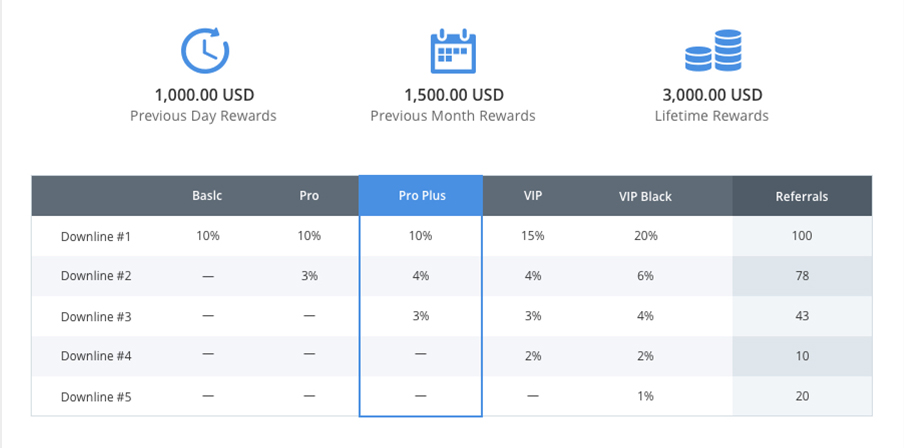 1,000.00 USD 1,500.00 USD 3,000.00 USD
Previous Day Rewards Previous Month Rewards Lifetime Rewards
Basic Pro Pro Plus VIP VIP Black Referrals
Downline #1 10% 10% 10% 15% 20% 100
Downline #2 — 3% 4% 4% 6% 78
Downline #3 — — 3% 3% 4% 43
Downline #4 — — — 2% 2% 10
Downline #5 — — — — 1% 20